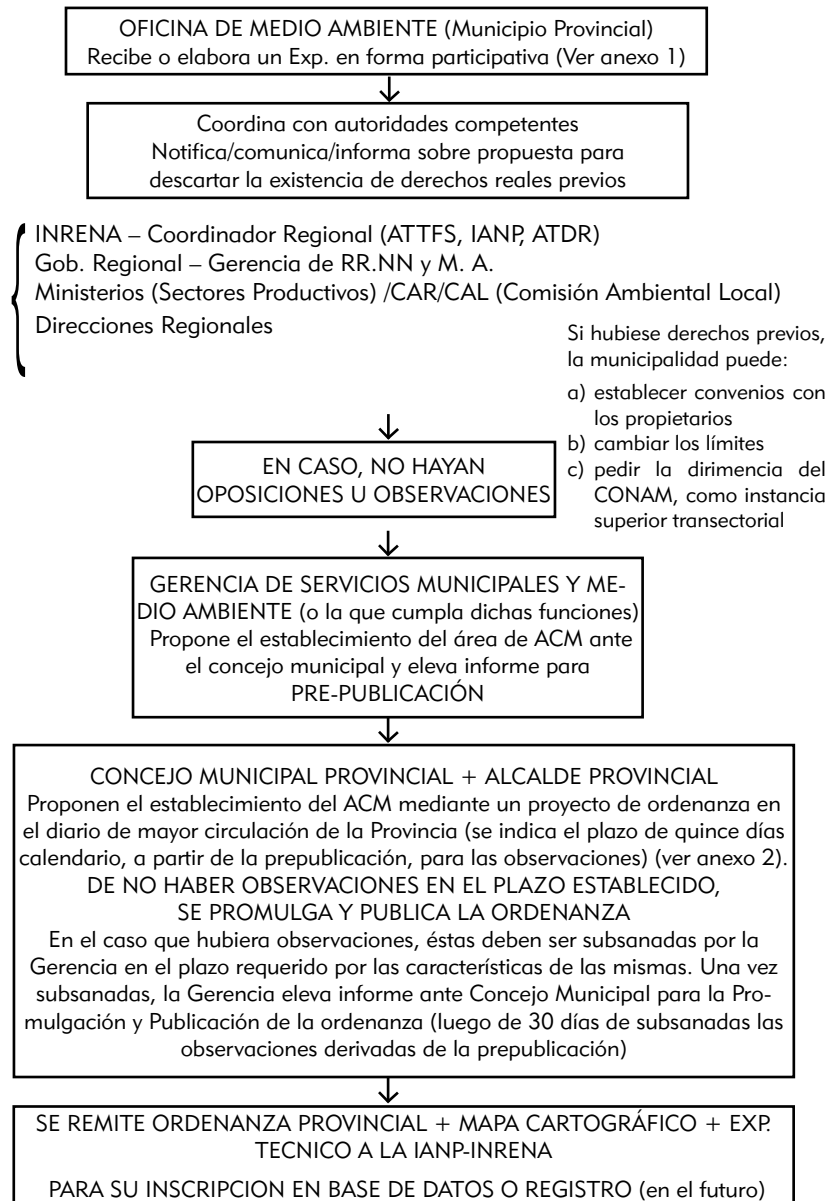 OFICINA DE MEDIO AMBIENTE (Municipio Provincial)
Recibe o elabora un Exp. en forma participativa (Ver anexo 1)
Coordina con autoridades competentes
Notifica/comunica/informa sobre propuesta para
descartar la existencia de derechos reales previos
INRENA – Coordinador Regional (ATTFS, IANP, ATDR)
Gob. Regional – Gerencia de RR.NN y M. A.
Ministerios (Sectores Productivos) /CAR/CAL (Comisión Ambiental Local)
Direcciones Regionales
Si hubiese derechos previos,
la municipalidad puede:
a) establecer convenios con
los propietarios
b) cambiar los límites
c) pedir la dirimencia del
CONAM, como instancia
superior transectorial
EN CASO, NO HAYAN
OPOSICIONES U OBSERVACIONES
GERENCIA DE SERVICIOS MUNICIPALES Y ME-
DIO AMBIENTE (o la que cumpla dichas funciones)
Propone el establecimiento del área de ACM ante
el concejo municipal y eleva informe para
PRE-PUBLICACIÓN
CONCEJO MUNICIPAL PROVINCIAL + ALCALDE PROVINCIAL
Proponen el establecimiento del ACM mediante un proyecto de ordenanza en
el diario de mayor circulación de la Provincia (se indica el plazo de quince días
calendario, a partir de la prepublicación, para las observaciones) (ver anexo 2).
DE NO HABER OBSERVACIONES EN EL PLAZO ESTABLECIDO,
SE PROMULGA Y PUBLICA LA ORDENANZA
En el caso que hubiera observaciones, éstas deben ser subsanadas por la
Gerencia en el plazo requerido por las características de las mismas. Una vez
subsanadas, la Gerencia eleva informe ante Concejo Municipal para la Pro-
mulgación y Publicación de la ordenanza (luego de 30 días de subsanadas las
observaciones derivadas de la prepublicación)
SE REMITE ORDENANZA PROVINCIAL + MAPA CARTOGRÁFICO + EXP.
TECNICO A LA IANP-INRENA
PARA SU INSCRIPCION EN BASE DE DATOS O REGISTRO (en el futuro)